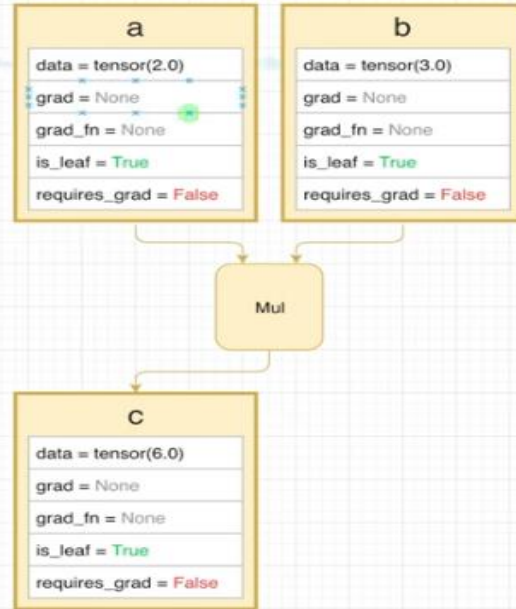 a
data = tensor(2.0)
grad = None
grad_fn = None
is_leaf = True
requires_grad = False
b
data = tensor(3.0)
grad = None
grad_fn = None
is_leaf = True
requires_grad = False
Mul
c
data = tensor(6.0)
grad = None
grad_fn = None
is_leaf = True
requires_grad = False